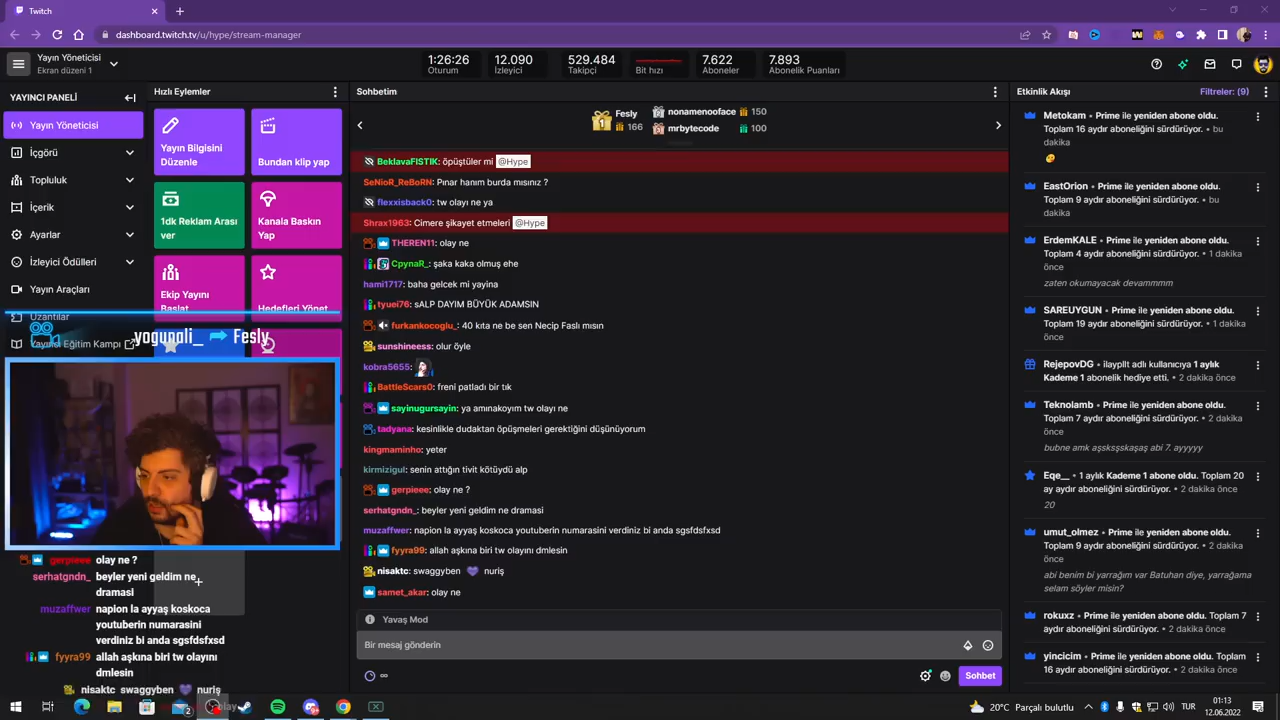 Twitch
dashboard.twitch.tv/u/hype/stream-manager
Yayın Yöneticisi
Ekran düzeni 1
1:26:26
Oturum
12.090
İzleyici
529.484
Takipçi
Bit hızı
7.622
Aboneler
7.893
Abonelik Puanları
YAYINCI PANELİ
Yayın Yöneticisi
İçgörü
Topluluk
İçerik
Ayarlar
İzleyici Ödülleri
Yayın Araçları
Uzantılar
Yayıncı Eğitim Kampı
Hızlı Eylemler
Yayın Bilgisini
Düzenle
Bundan klip yap
1dk Reklam Arası
ver
Kanala Baskın
Yap
Ekip Yayını
Başlat
Hedefleri Yönet
yogunali_ Fesly
gerpieee olay ne ?
serhatgndn_ beyler yeni geldim ne
dramasi
muzaffwer napion la ayyaş koskoca
youtuberin numarasini
verdiniz bi anda sgsfdsfxsd
fyyra99 allah aşkına biri tw olayını
dmlesin
nisaktc swaggyben nuriş
Sohbetim
Fesly
166
nonamenooface 150
mrbytecode 100
BeklavaFISTIK: öpüştüler mi @Hype
SeNioR_ReBoRN: Pınar hanım burda mısınız ?
flexxisback0: tw olayı ne ya
Shrax1963: Cimere şikayet etmeleri @Hype
THEREN11: olay ne
CpynaR_: şaka kaka olmuş ehe
hami1717: baha gelcek mi yayina
tyuei76: sALP DAYIM BÜYÜK ADAMSIN
furkankocoglu_: 40 kıta ne be sen Necip Faslı mısın
sunshineess: olur öyle
kobra5655:
BattleScars0: freni patladı bir tık
sayinugursayin: ya amınakoyım tw olayı ne
tadyana: kesinlikle dudaktan öpüşmeleri gerektiğini düşünüyorum
kingmaminho: yeter
kirmizigul: senin attığın tivit kötüydü alp
gerpieee: olay ne ?
serhatgndn_: beyler yeni geldim ne dramasi
muzaffwer: napion la ayyaş koskoca youtuberin numarasini verdiniz bi anda sgsfdsfxsd
fyyra99: allah aşkına biri tw olayını dmlesin
nisaktc: swaggyben nuriş
samet_akar: olay ne
Yavaş Mod
Bir mesaj gönderin
∞
Sohbet
Etkinlik Akışı
Filtreler: (9)
Metokam • Prime ile yeniden abone oldu.
Toplam 16 aydır aboneliğini sürdürüyor. • bu
dakika
EastOrion • Prime ile yeniden abone oldu.
Toplam 9 aydır aboneliğini sürdürüyor. • bu
dakika
ErdemKALE • Prime ile yeniden abone oldu.
Toplam 24 aydır aboneliğini sürdürüyor. • 1 dakika
önce
zaten okumayacak devammmm
SAREUYGUN • Prime ile yeniden abone oldu.
Toplam 19 aydır aboneliğini sürdürüyor. • 1 dakika
önce
RejepovDG • ilaypllt adlı kullanıcıya 1 aylık
Kademe 1 abonelik hediye etti. • 2 dakika önce
Teknolamb • Prime ile yeniden abone oldu.
Toplam 7 aydır aboneliğini sürdürüyor. • 2 dakika
önce
bubne amk aşsksşskaşaş abi 7. ayyyyy
Eqe__ • 1 aylık Kademe 1 abone oldu. Toplam 20
ay aydır aboneliğini sürdürüyor. • 2 dakika önce
20
umut_olmez • Prime ile yeniden abone oldu.
Toplam 9 aydır aboneliğini sürdürüyor. • 2 dakika
önce
abi benim bi yarrağım var Batuhan diye, yarrağama
selam söyler misin?
rokuxz • Prime ile yeniden abone oldu. Toplam 7
aydır aboneliğini sürdürüyor. • 2 dakika önce
yincicim • Prime ile yeniden abone oldu. Toplam
16 aydır aboneliğini sürdürüyor. • 2 dakika önce
20°C Parçalı bulutlu
TUR
01:13
12.06.2022